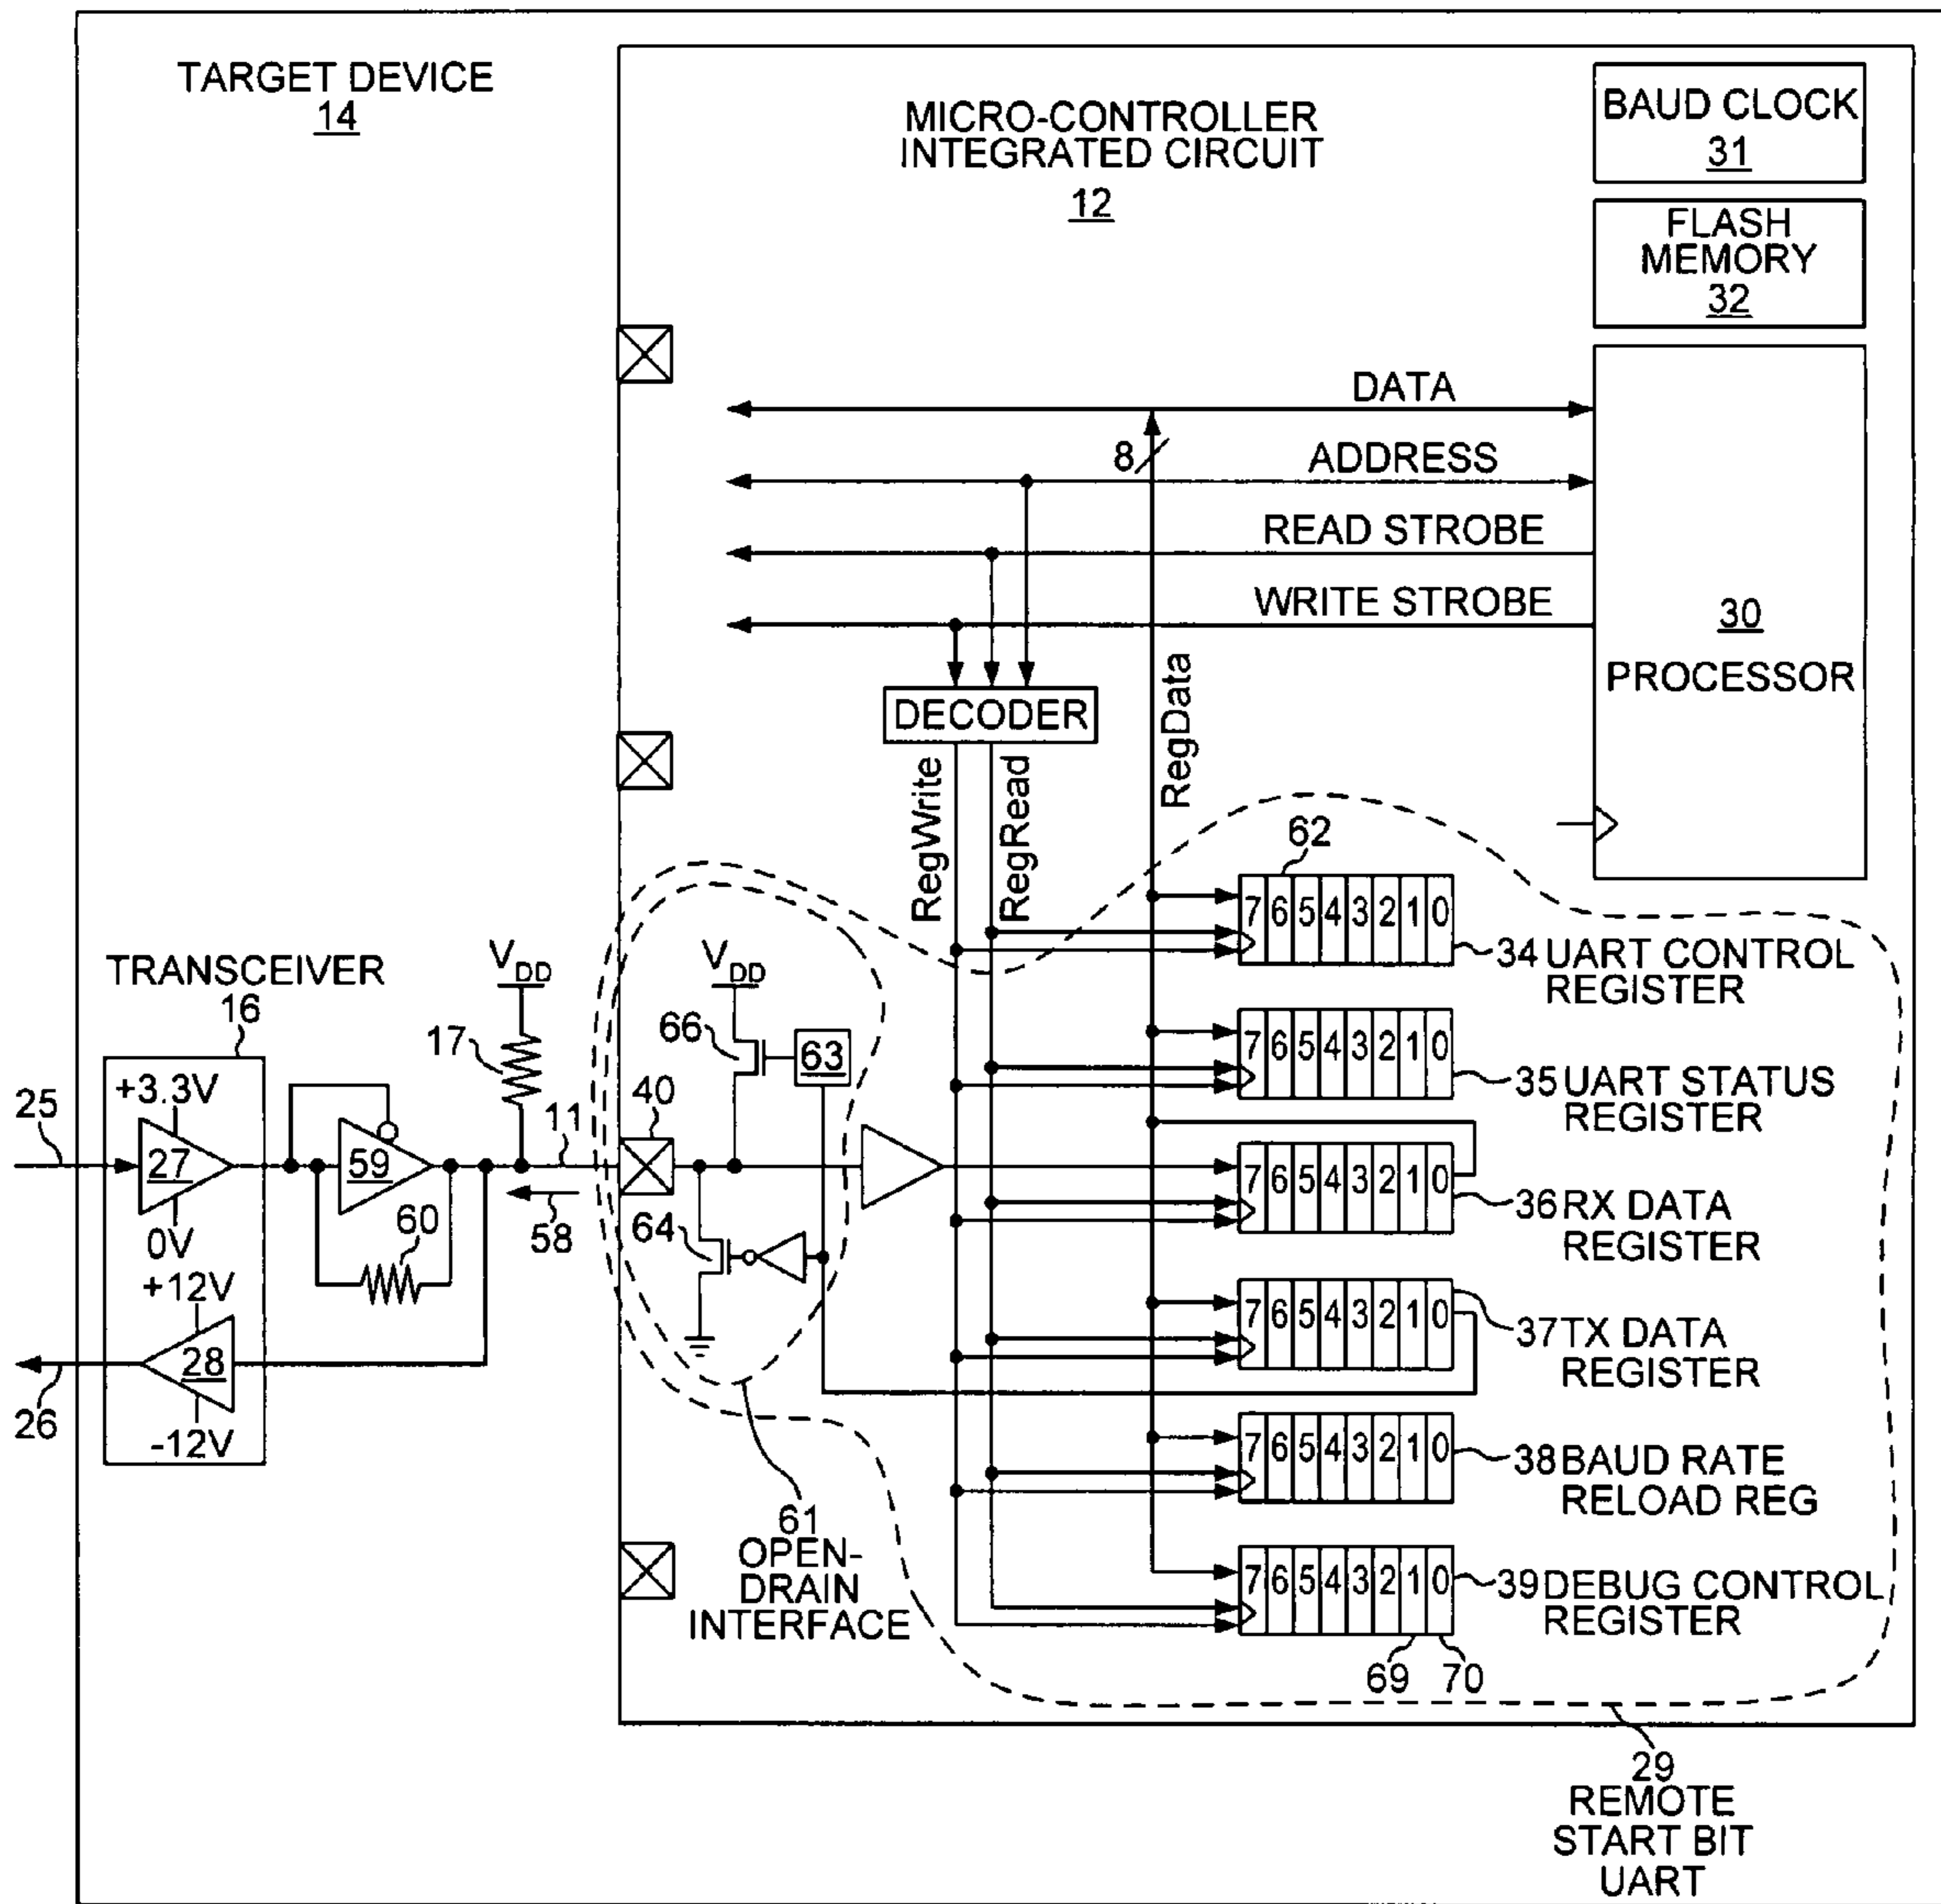 TARGET DEVICE
14
MICRO-CONTROLLER
INTEGRATED CIRCUIT
12
BAUD CLOCK
31
FLASH
MEMORY
32
DATA
8
ADDRESS
READ STROBE
WRITE STROBE
30
PROCESSOR
DECODER
RegWrite
RegRead
RegData
62
7 6 5 4 3 2 1 0
34 UART CONTROL
REGISTER
7 6 5 4 3 2 1 0
35 UART STATUS
REGISTER
7 6 5 4 3 2 1 0
36 RX DATA
REGISTER
7 6 5 4 3 2 1 0
37 TX DATA
REGISTER
7 6 5 4 3 2 1 0
38 BAUD RATE
RELOAD REG
7 6 5 4 3 2 1 0
39 DEBUG CONTROL
REGISTER
69 70
TRANSCEIVER
16
VDD
17
VDD
66
63
+3.3V
25
27
0V
59
60
11
40
58
64
+12V
28
26
-12V
61
OPEN-
DRAIN
INTERFACE
29
REMOTE
START BIT
UART